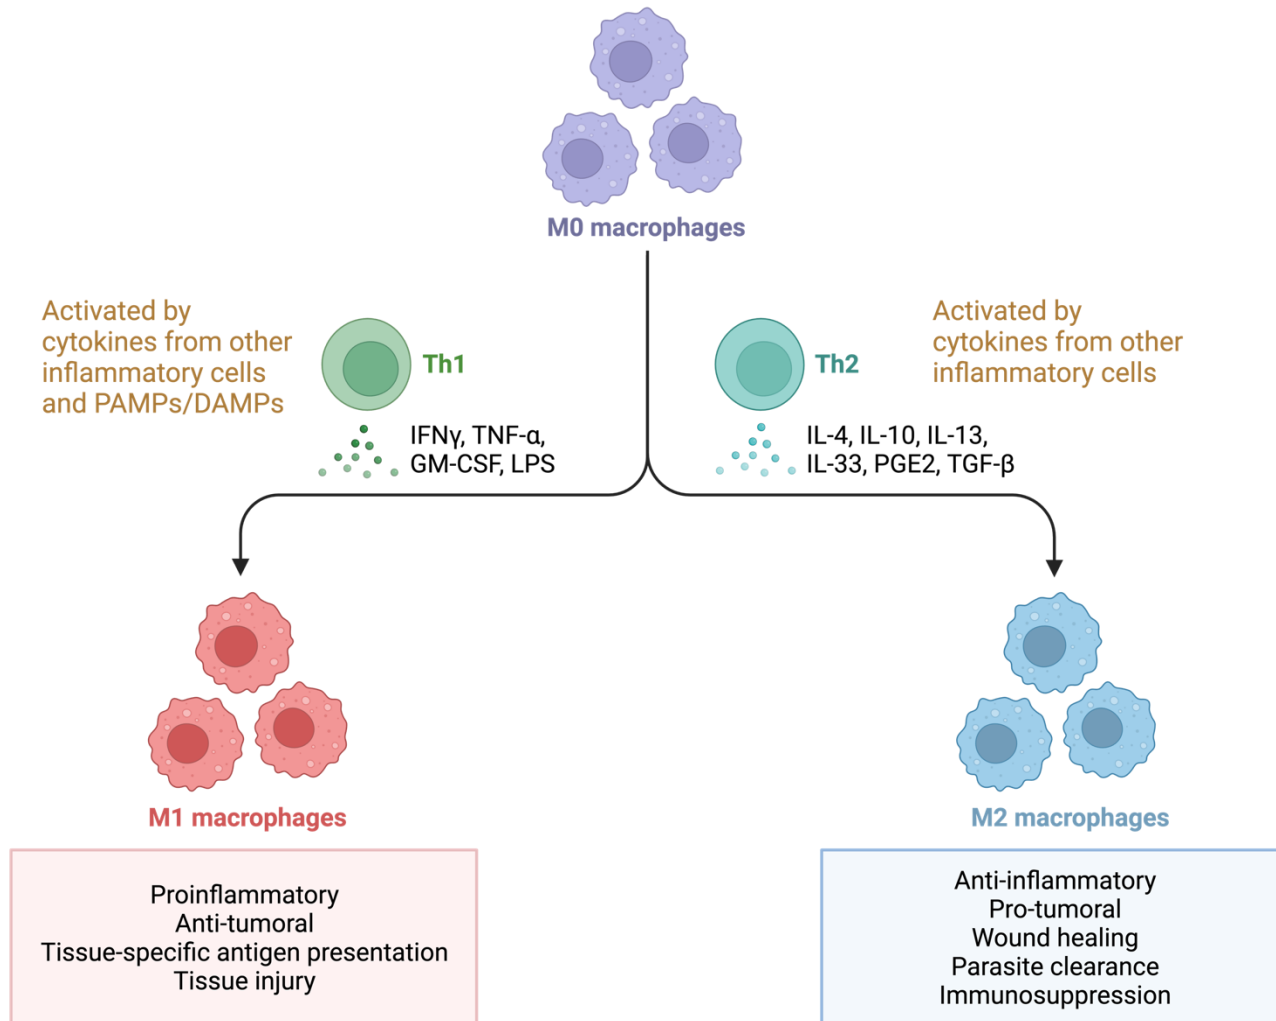 M0 macrophages
Activated by
cytokines from other
inflammatory cells
and PAMPs/DAMPs
Th1
IFNγ, TNF-α,
GM-CSF, LPS
Th2
IL-4, IL-10, IL-13,
IL-33, PGE2, TGF-β
Activated by
cytokines from other
inflammatory cells
M1 macrophages
Proinflammatory
Anti-tumoral
Tissue-specific antigen presentation
Tissue injury
M2 macrophages
Anti-inflammatory
Pro-tumoral
Wound healing
Parasite clearance
Immunosuppression